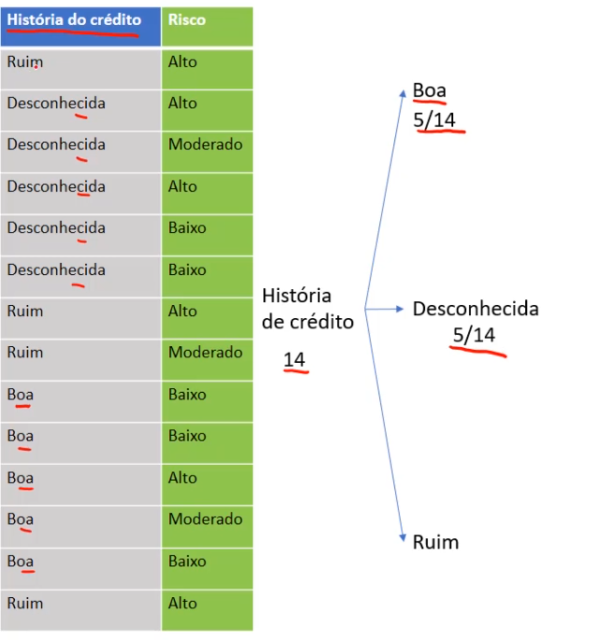 História do crédito Risco
Ruim Alto
Desconhecida Alto
Desconhecida Moderado
Desconhecida Alto
Desconhecida Baixo
Desconhecida Baixo
Ruim Alto
Ruim Moderado
Boa Baixo
Boa Baixo
Boa Alto
Boa Moderado
Boa Baixo
Ruim Alto
História
de crédito
14
Boa
5/14
Desconhecida
5/14
Ruim